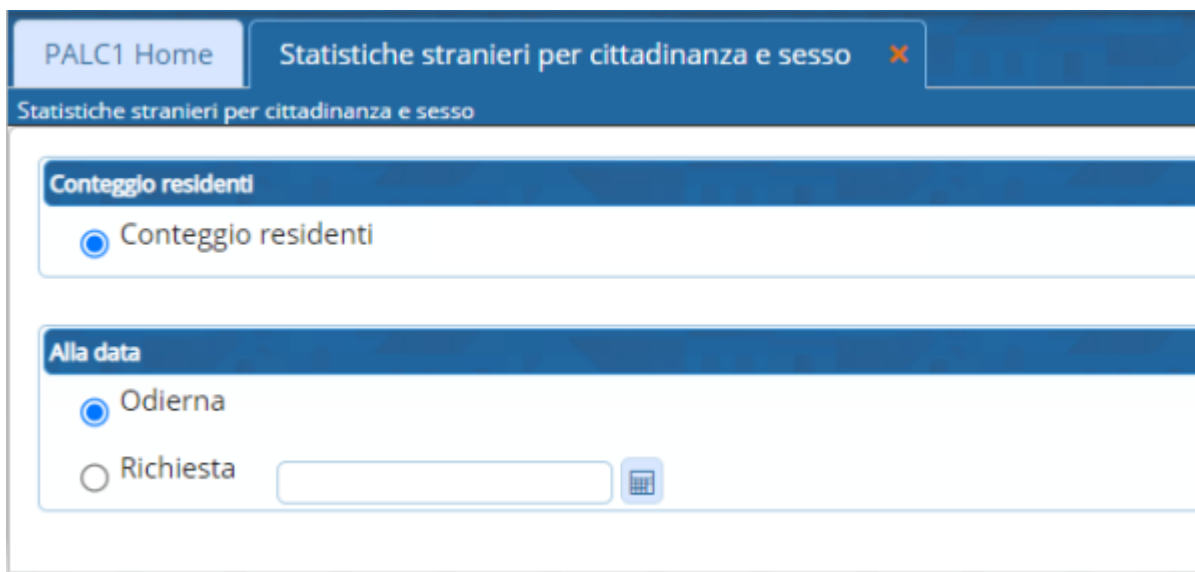 PALC1 Home
Statistiche stranieri per cittadinanza e sesso
Statistiche stranieri per cittadinanza e sesso
Conteggio residenti
Conteggio residenti
Alla data
Odierna
Richiesta